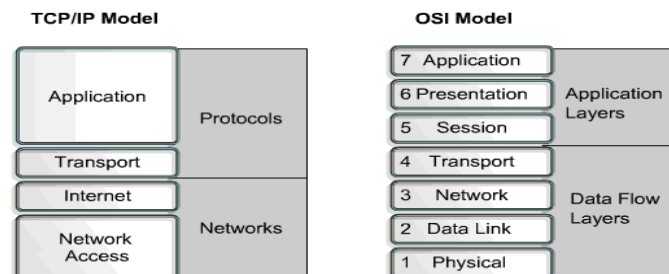 TCP/IP Model
Application
Transport
Internet
Network
Access
Protocols
Networks
OSI Model
7 Application
6 Presentation
5 Session
4 Transport
3 Network
2 Data Link
1 Physical
Application
Layers
Data Flow
Layers